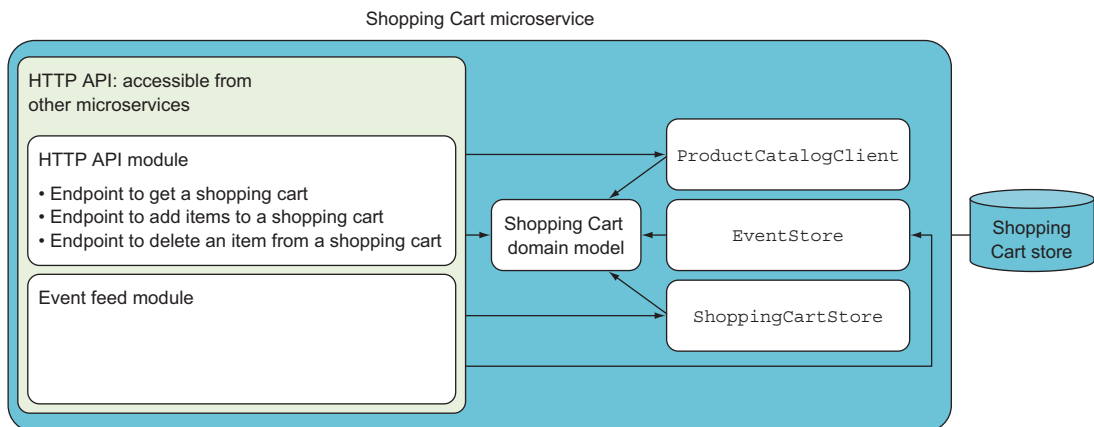 Shopping Cart microservice
HTTP API: accessible from
other microservices
HTTP API module
• Endpoint to get a shopping cart
• Endpoint to add items to a shopping cart
• Endpoint to delete an item from a shopping cart
Event feed module
Shopping Cart
domain model
ProductCatalogClient
EventStore
ShoppingCartStore
Shopping
Cart store